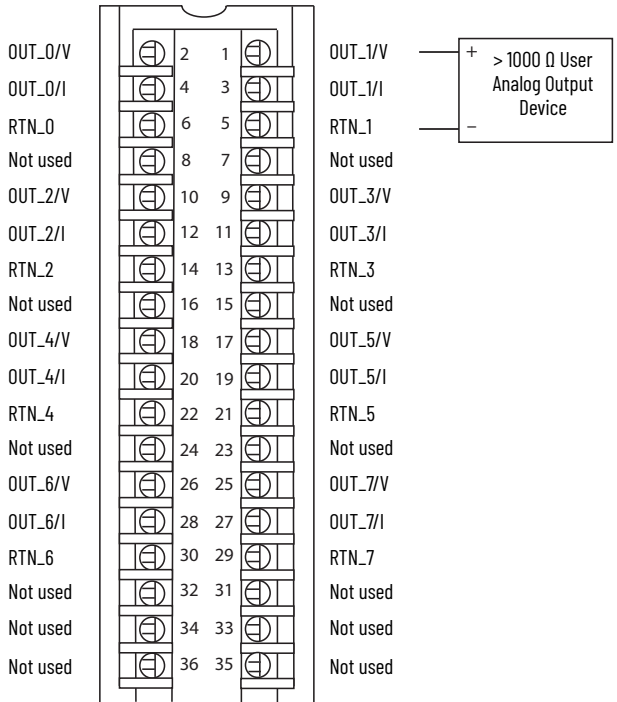 OUT_0/V 2 1 OUT_1/V + > 1000 Ω User
OUT_0/I 4 3 OUT_1/I Analog Output
RTN_0 6 5 RTN_1 – Device
Not used 8 7 Not used
OUT_2/V 10 9 OUT_3/V
OUT_2/I 12 11 OUT_3/I
RTN_2 14 13 RTN_3
Not used 16 15 Not used
OUT_4/V 18 17 OUT_5/V
OUT_4/I 20 19 OUT_5/I
RTN_4 22 21 RTN_5
Not used 24 23 Not used
OUT_6/V 26 25 OUT_7/V
OUT_6/I 28 27 OUT_7/I
RTN_6 30 29 RTN_7
Not used 32 31 Not used
Not used 34 33 Not used
Not used 36 35 Not used